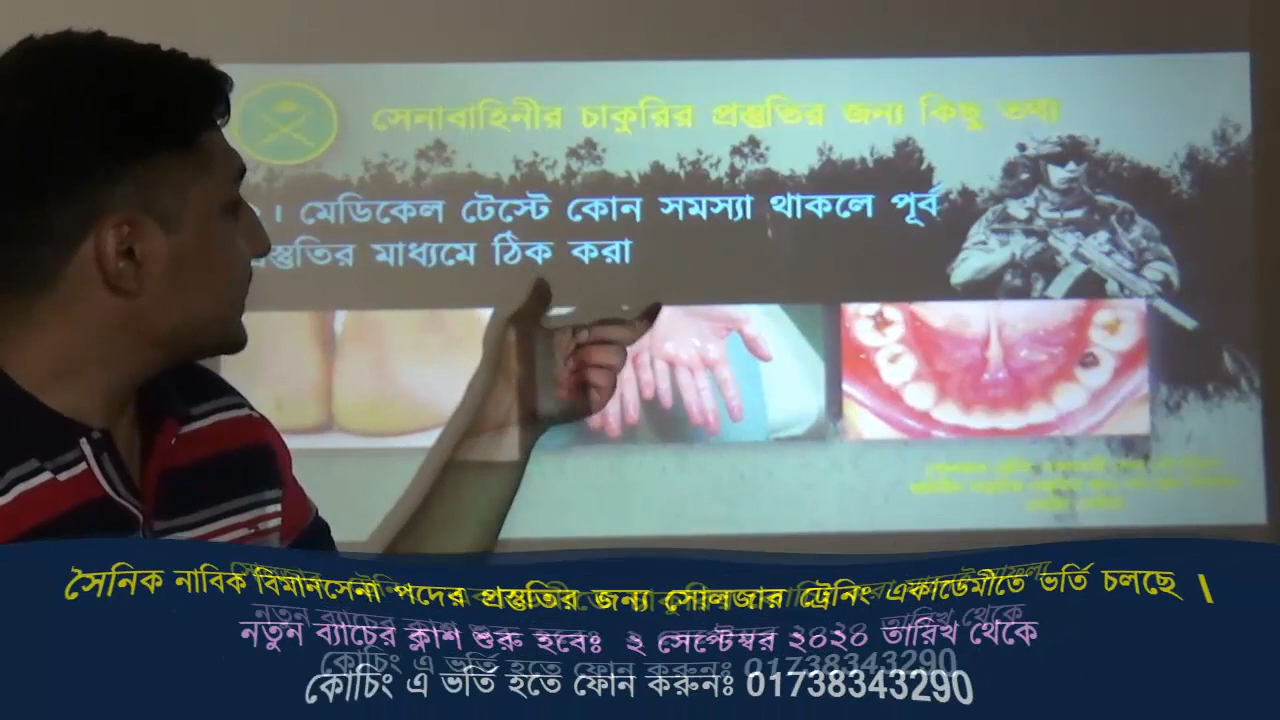 সেনাবাহিনীর চাকুরির প্রস্তুতির জন্য কিছু তথ্য
। মেডিকেল টেস্টে কোন সমস্যা থাকলে পূর্ব
প্রস্তুতির মাধ্যমে ঠিক করা
সৈনিক নাবিক বিমানসেনা পদের প্রস্তুতির জন্য সোলজার ট্রেনিং একাডেমীতে ভর্তি চলছে ।
নতুন ব্যাচের ক্লাশ শুরু হবেঃ ২ সেপ্টেম্বর ২০২০ তারিখ থেকে
কোচিং এ ভর্তি হতে ফোন করুনঃ 01738343290